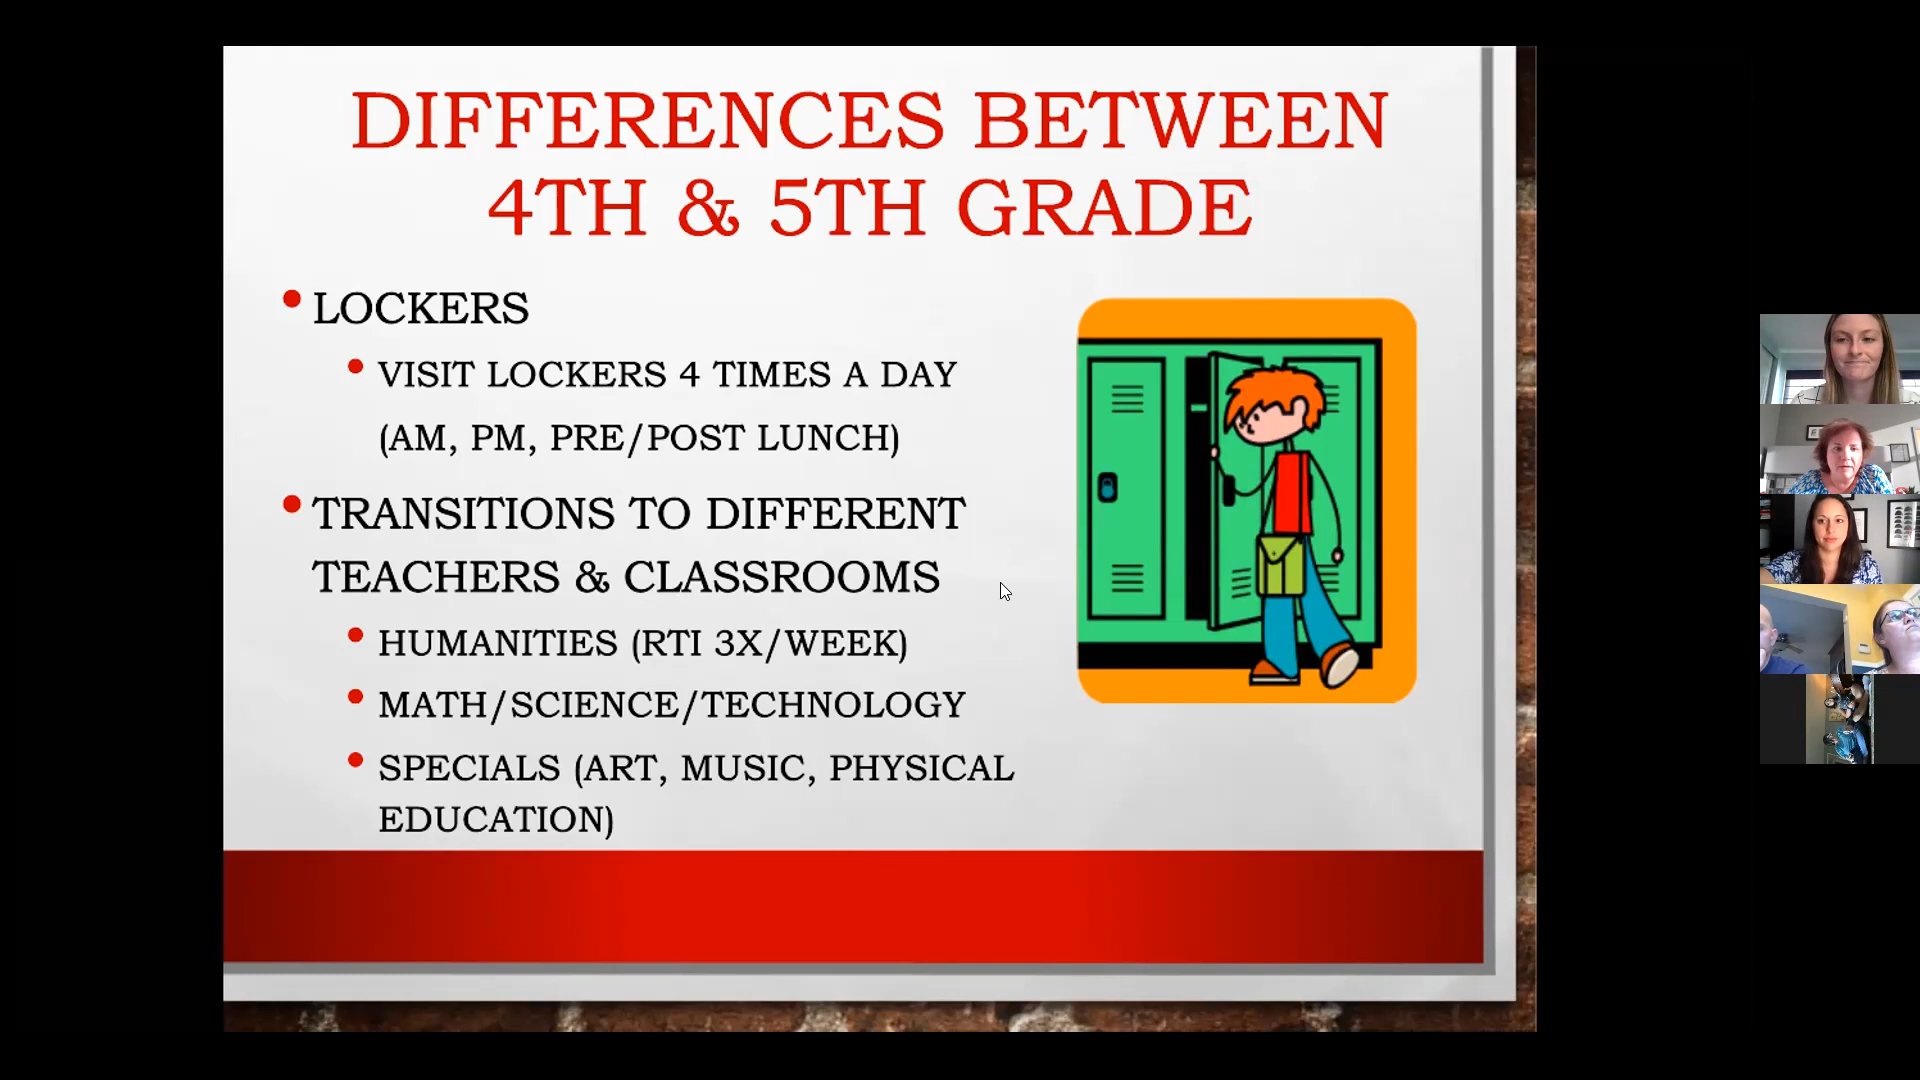 DIFFERENCES BETWEEN
4TH & 5TH GRADE
LOCKERS
VISIT LOCKERS 4 TIMES A DAY
(AM, PM, PRE/POST LUNCH)
TRANSITIONS TO DIFFERENT
TEACHERS & CLASSROOMS
HUMANITIES (RTI 3X/WEEK)
MATH/SCIENCE/TECHNOLOGY
SPECIALS (ART, MUSIC, PHYSICAL
EDUCATION)